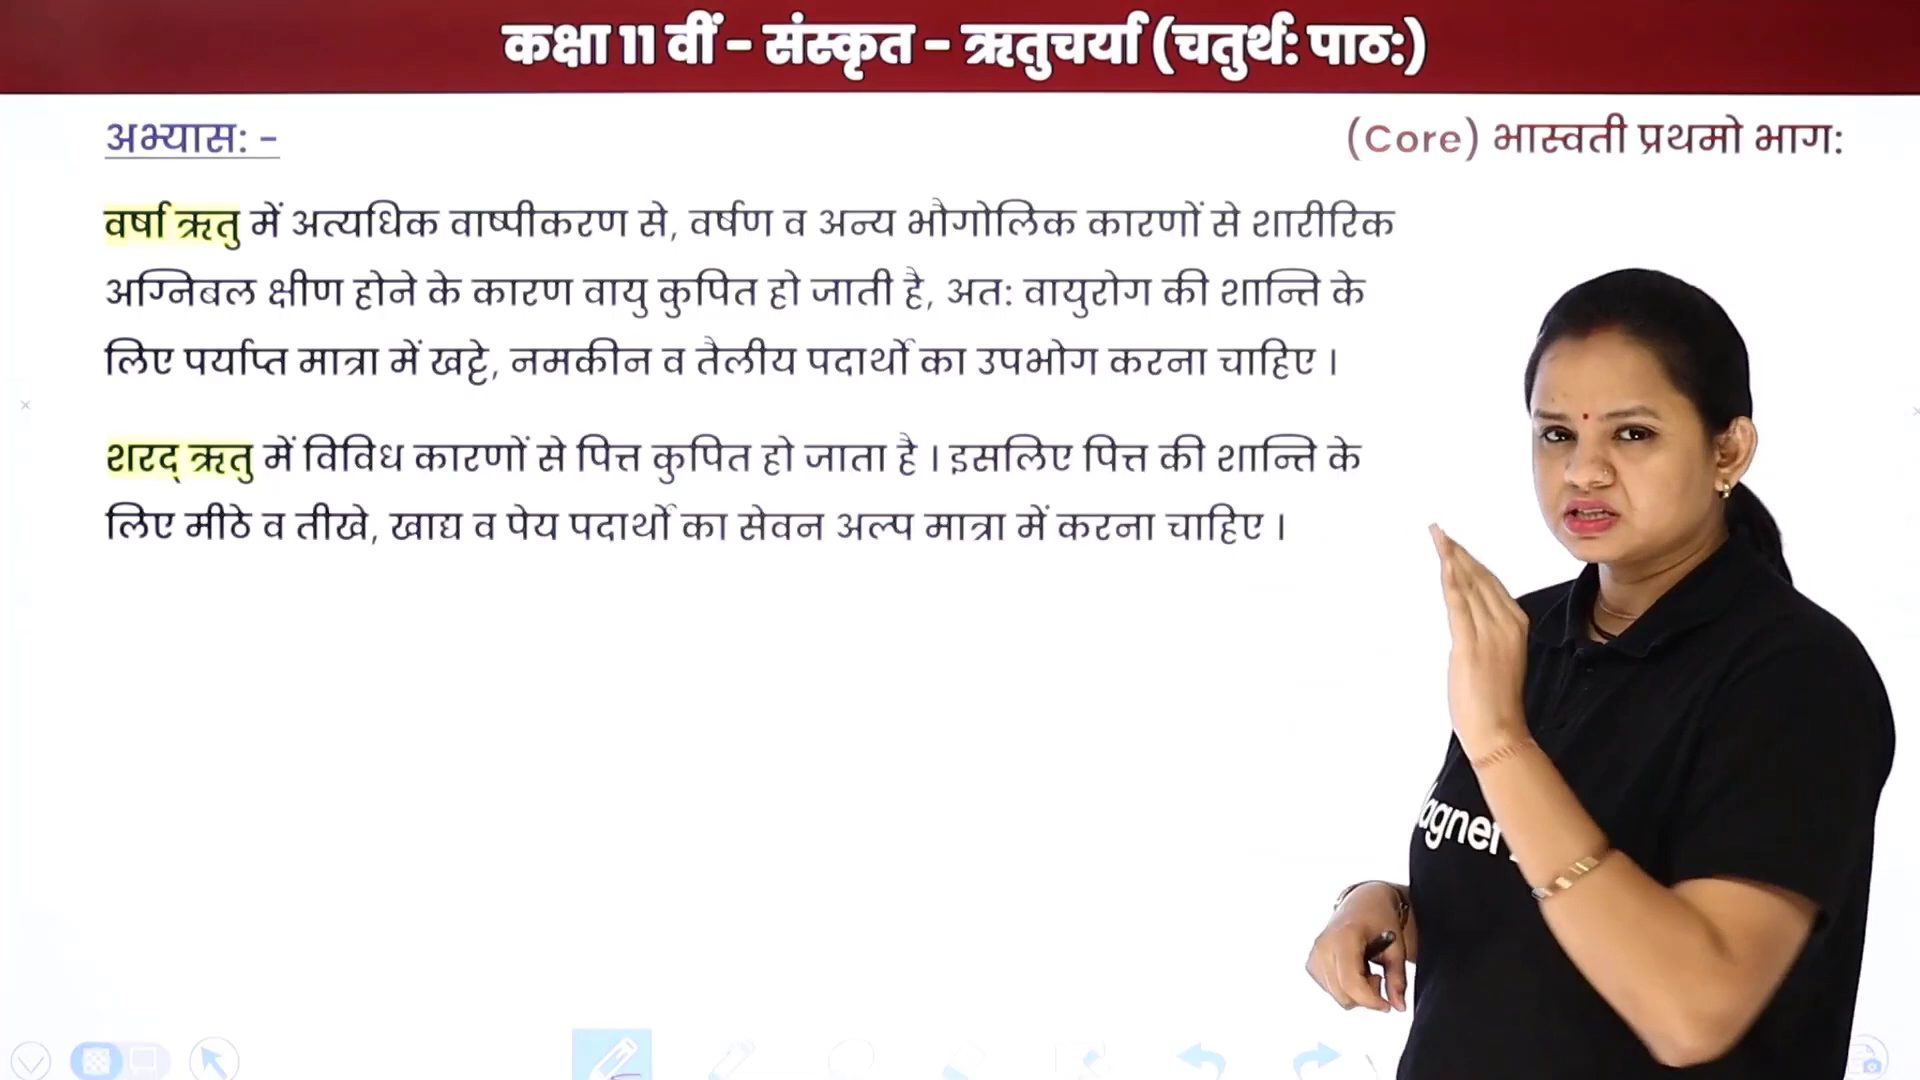 कक्षा 11 वीं - संस्कृत - ऋतुचर्या (चतुर्थ: पाठ:)
अभ्यास: -
(Core) भास्वती प्रथमो भाग:
वर्षा ऋतु में अत्यधिक वाष्पीकरण से, वर्षण व अन्य भौगोलिक कारणों से शारीरिक
अग्निबल क्षीण होने के कारण वायु कुपित हो जाती है, अत: वायुरोग की शान्ति के
लिए पर्याप्त मात्रा में खट्टे, नमकीन व तैलीय पदार्थो का उपभोग करना चाहिए ।
शरद् ऋतु में विविध कारणों से पित्त कुपित हो जाता है । इसलिए पित्त की शान्ति के
लिए मीठे व तीखे, खाद्य व पेय पदार्थो का सेवन अल्प मात्रा में करना चाहिए ।